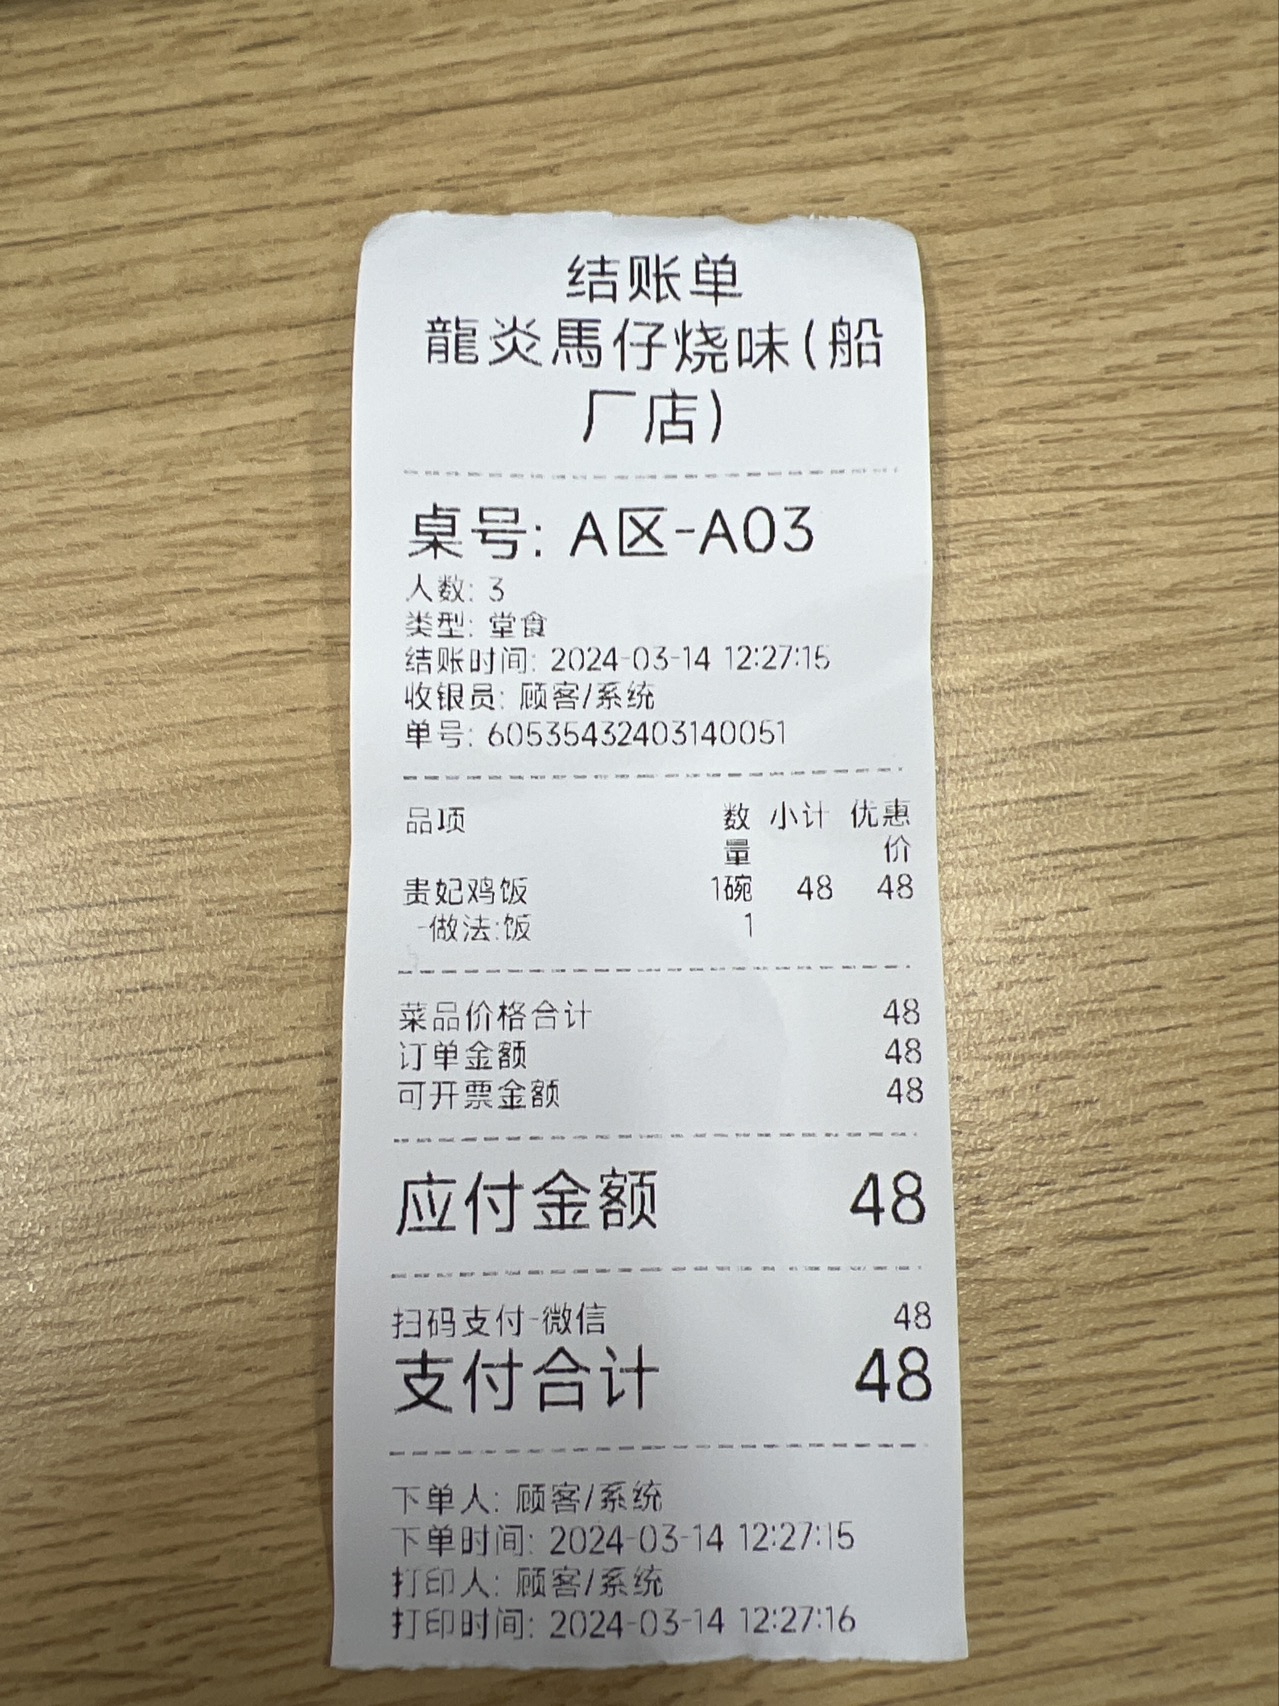 结账单
龍炎馬仔烧味(船
厂店)
桌号: A区-A03
人数: 3
类型: 堂食
结账时间: 2024-03-14 12:27:15
收银员: 顾客/系统
单号: 605354432403140051
品项 数 小计 优惠
量 价
贵妃鸡饭 1碗 48 48
-做法:饭 1
菜品价格合计 48
订单金额 48
可开票金额 48
应付金额 48
扫码支付-微信 48
支付合计 48
下单人: 顾客/系统
下单时间: 2024-03-14 12:27:15
打印人: 顾客/系统
打印时间: 2024-03-14 12:27:16